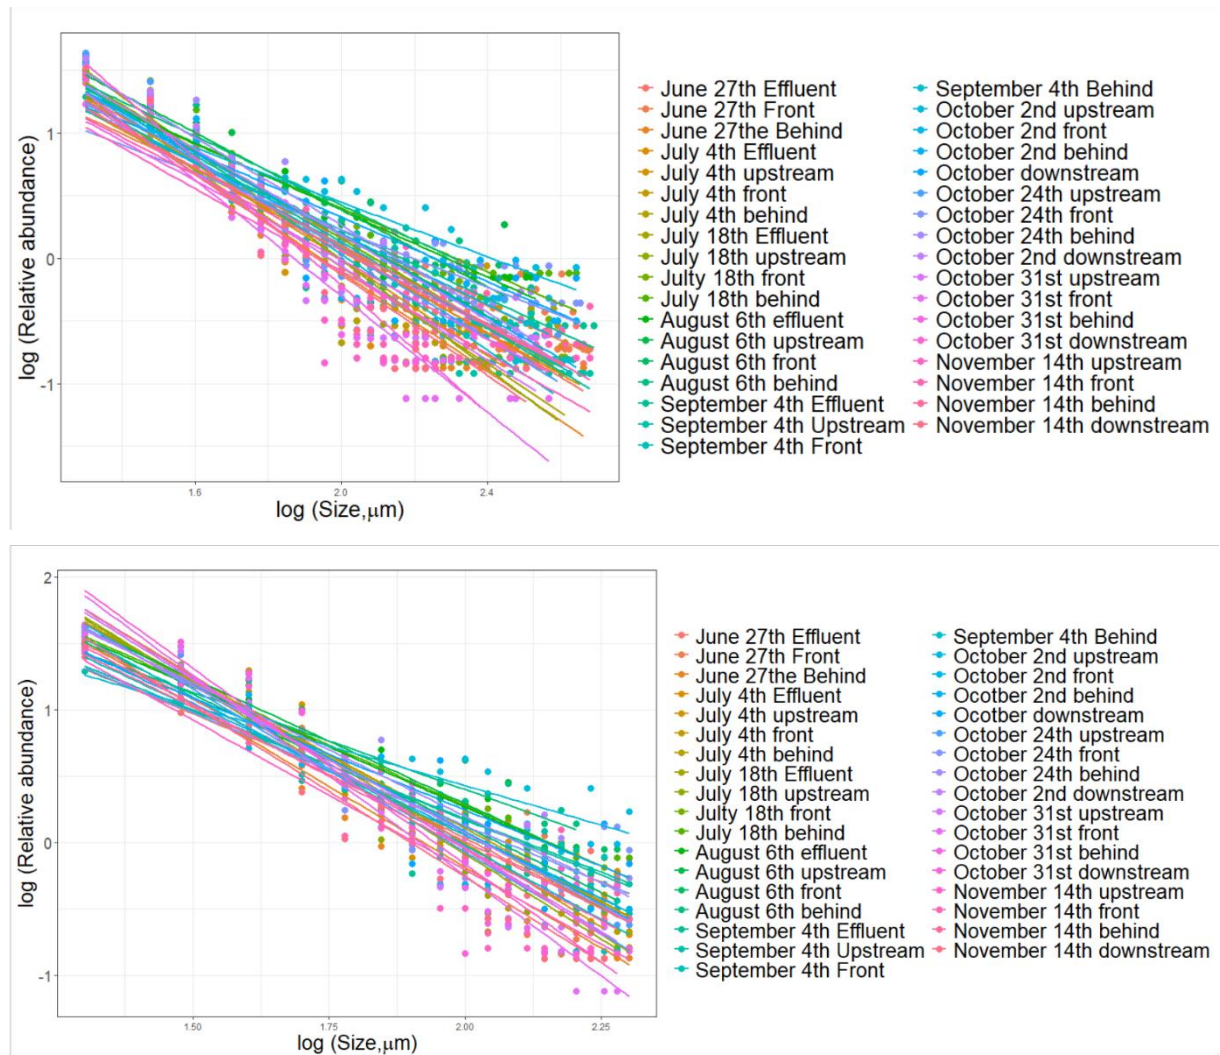 1
0
-1
log (Relative abundance)
1.6
2.0
2.4
log (Size,μm)
June 27th Effluent
June 27th Front
June 27the Behind
July 4th Effluent
July 4th upstream
July 4th front
July 4th behind
July 18th Effluent
July 18th upstream
Julty 18th front
July 18th behind
August 6th effluent
August 6th upstream
August 6th front
August 6th behind
September 4th Effluent
September 4th Upstream
September 4th Front
September 4th Behind
October 2nd upstream
October 2nd front
October 2nd behind
October downstream
October 24th upstream
October 24th front
October 24th behind
October 2nd downstream
October 31st upstream
October 31st front
October 31st behind
October 31st downstream
November 14th upstream
November 14th front
November 14th behind
November 14th downstream
2
1
0
-1
log (Relative abundance)
1.50
1.75
2.00
2.25
log (Size,μm)
June 27th Effluent
June 27th Front
June 27the Behind
July 4th Effluent
July 4th upstream
July 4th front
July 4th behind
July 18th Effluent
July 18th upstream
Julty 18th front
July 18th behind
August 6th effluent
August 6th upstream
August 6th front
August 6th behind
September 4th Effluent
September 4th Upstream
September 4th Front
September 4th Behind
October 2nd upstream
October 2nd front
Ocotber 2nd behind
Ocotber downstream
October 24th upstream
October 24th front
October 24th behind
October 2nd downstream
October 31st upstream
October 31st front
October 31st behind
October 31st downstream
November 14th upstream
November 14th front
November 14th behind
November 14th downstream